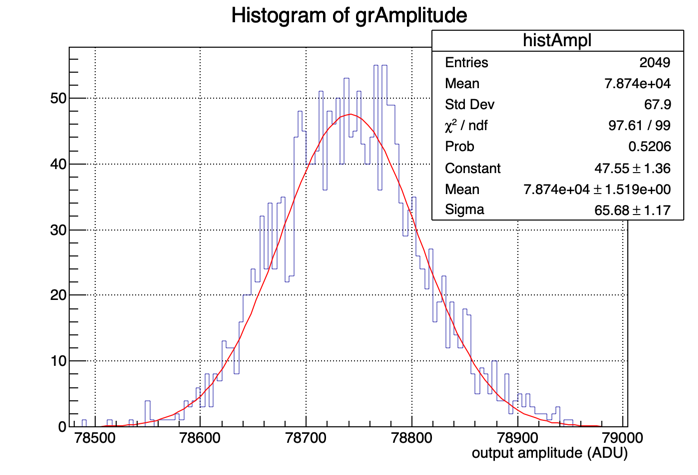 Histogram of grAmplitude
histAmpl
Entries 2049
Mean 7.874e+04
Std Dev 67.9
χ² / ndf 97.61 / 99
Prob 0.5206
Constant 47.55 ± 1.36
Mean 7.874e+04 ± 1.519e+00
Sigma 65.68 ± 1.17
50
40
30
20
10
0
78500 78600 78700 78800 78900 79000
output amplitude (ADU)